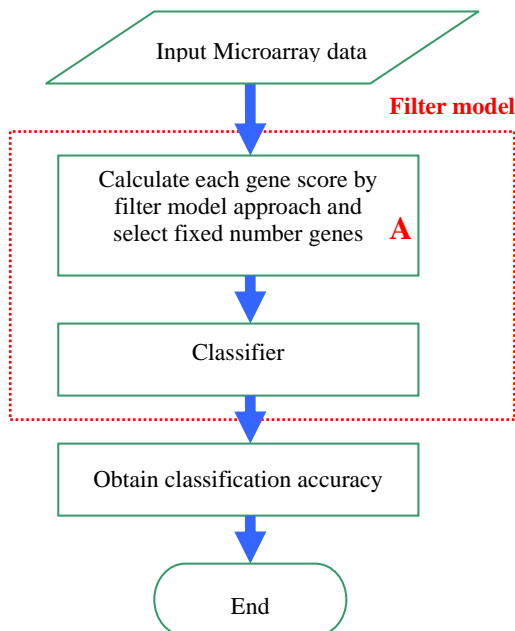 Input Microarray data
Filter model
Calculate each gene score by
filter model approach and
select fixed number genes
A
Classifier
Obtain classification accuracy
End